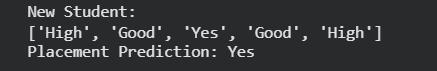 New Student:
['High', 'Good', 'Yes', 'Good', 'High']
Placement Prediction: Yes